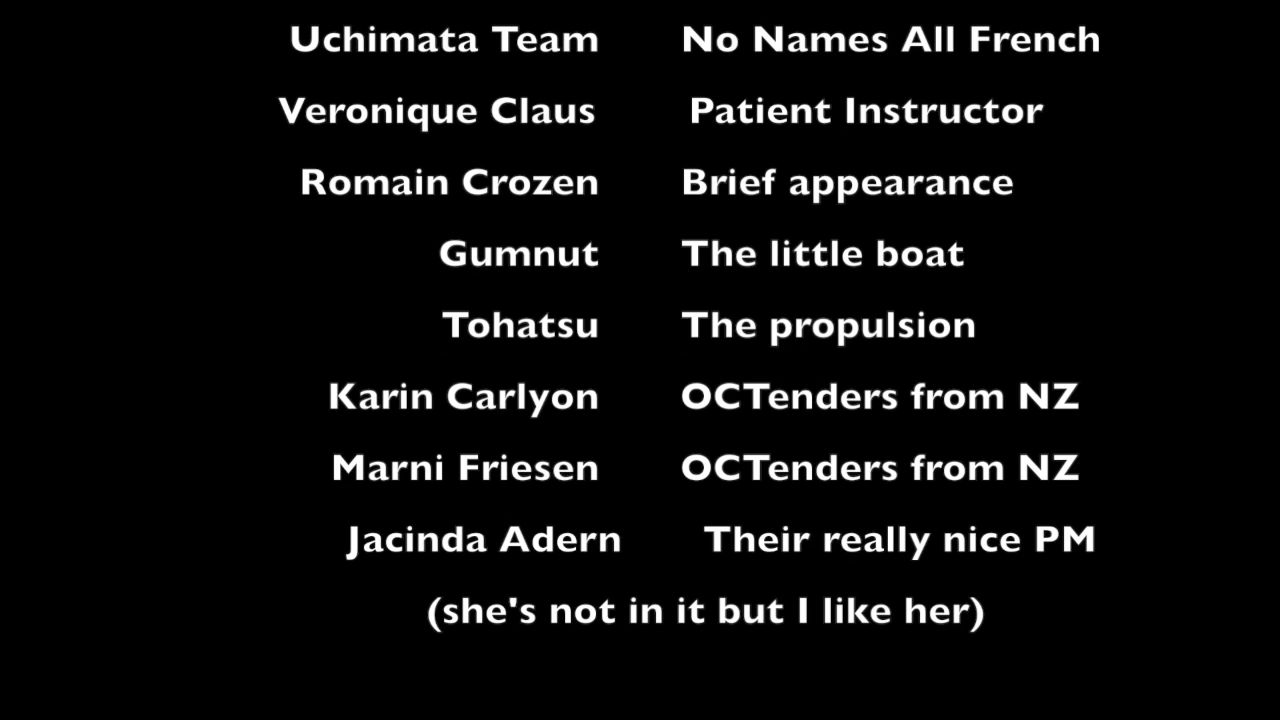 Uchimata Team No Names All French
Veronique Claus Patient Instructor
Romain Crozen Brief appearance
Gumnut The little boat
Tohatsu The propulsion
Karin Carlyon OCTenders from NZ
Marni Friesen OCTenders from NZ
Jacinda Adern Their really nice PM
(she's not in it but I like her)